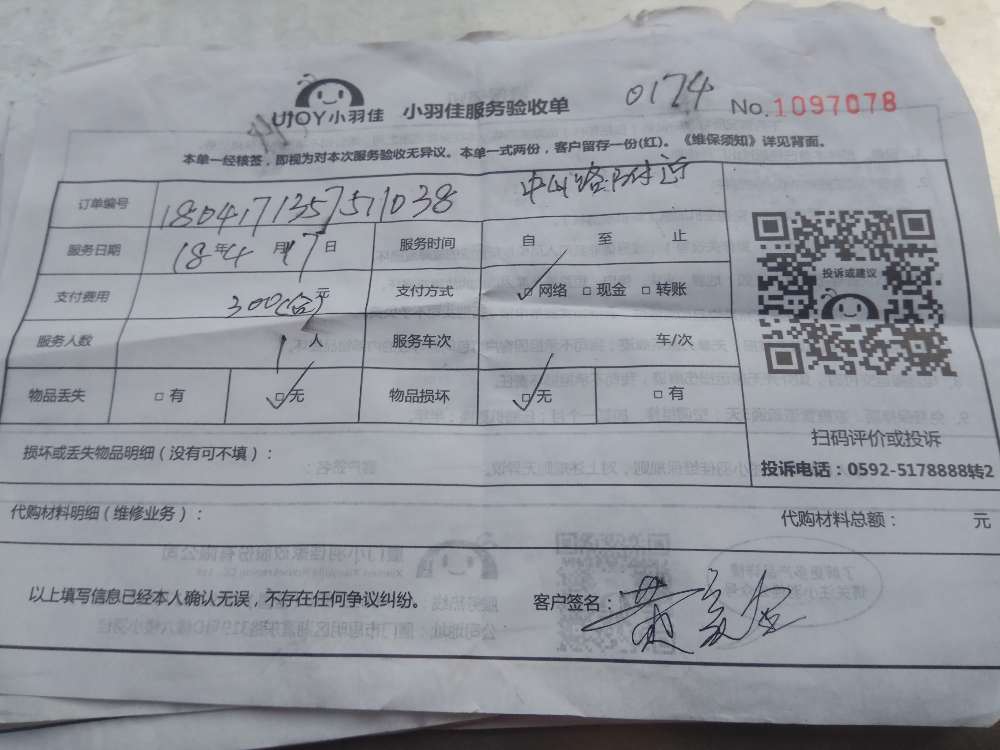 UJOY小羽佳 小羽佳服务验收单 0174 No.1097078
本单一经核签，即视为对本次服务验收无异议。本单一式两份，客户留存一份(红)。《维保须知》详见背面。
订单编号 1804171357511038 中山路附近
服务日期 18年4月17日 服务时间 自 至 止
支付费用 300 元 支付方式 □网络 □现金 □转账
服务人数 1人 服务车次 车/次
物品丢失 □有 □无 物品损坏 □无 □有
投诉或建议
扫码评价或投诉
投诉电话：0592-5178888转2
损坏或丢失物品明细（没有可不填）：
代购材料明细（维修业务）： 代购材料总额： 元
以上填写信息已经本人确认无误，不存在任何争议纠纷。 客户签名：